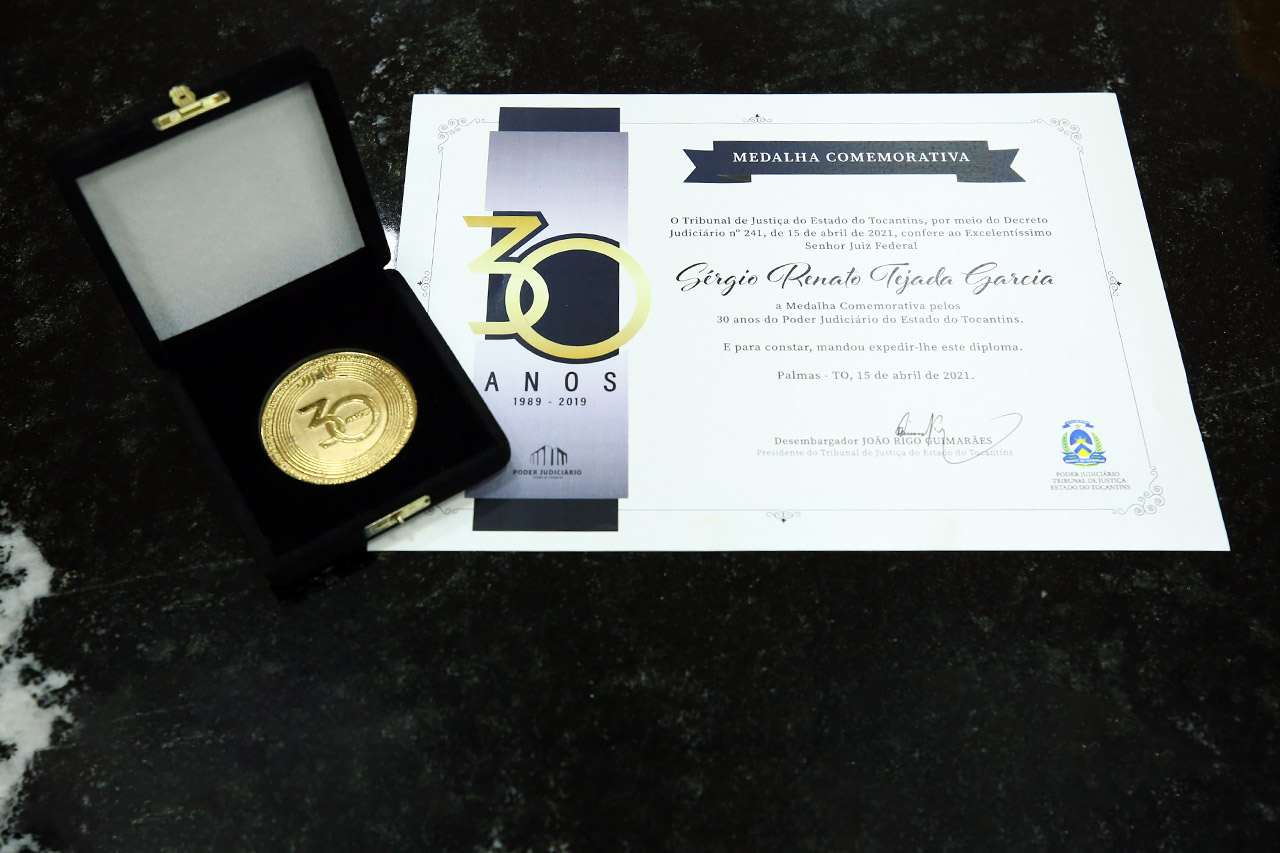 30
ANOS
1989 - 2019
PODER JUDICIÁRIO
MEDALHA COMEMORATIVA
O Tribunal de Justiça do Estado do Tocantins, por meio do Decreto
Judiciário nº 241, de 15 de abril de 2021, confere ao Excelentíssimo
Senhor Juiz Federal
Sérgio Renato Tejada Garcia
a Medalha Comemorativa pelos
30 anos do Poder Judiciário do Estado do Tocantins.
E para constar, mandou expedir-lhe este diploma.
Palmas - TO, 15 de abril de 2021.
Desembargador JOÃO RIGO GUIMARÃES
Presidente do Tribunal de Justiça do Estado do Tocantins
PODER JUDICIÁRIO
TRIBUNAL DE JUSTIÇA
ESTADO DO TOCANTINS
30
ANOS